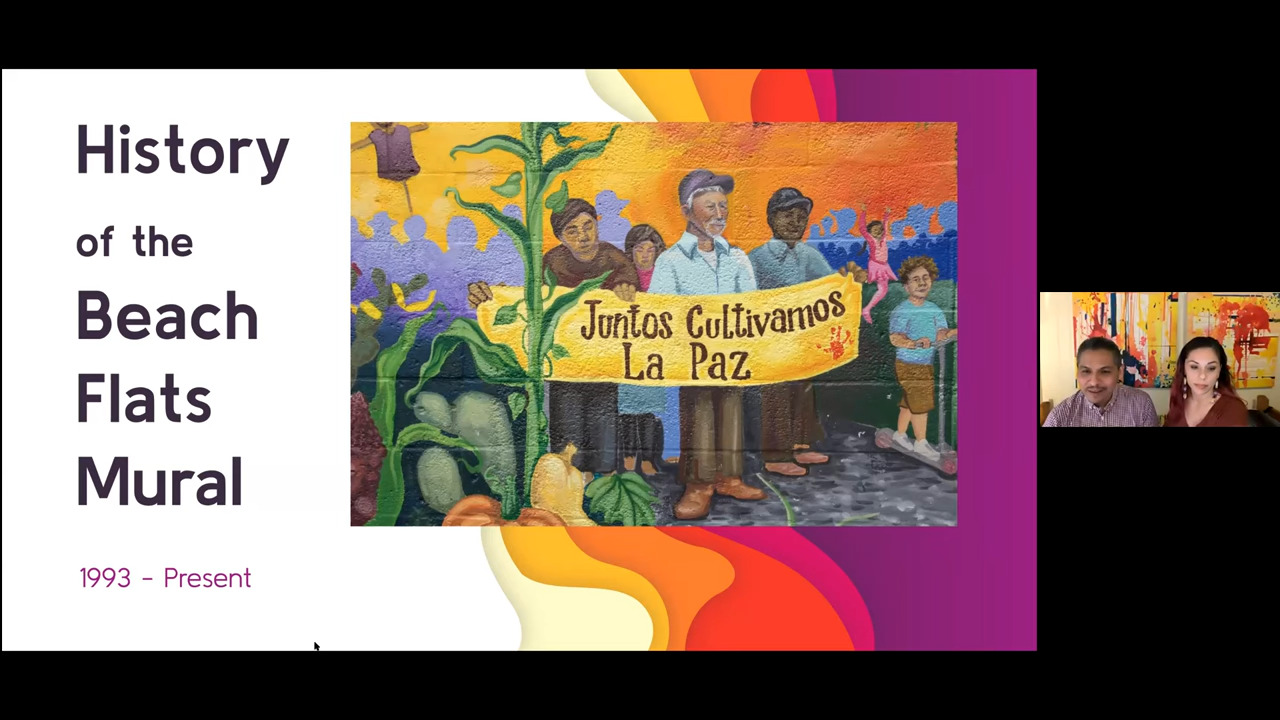 History
of the
Beach
Flats
Mural
1993 - Present
Juntos Cultivamos
La Paz